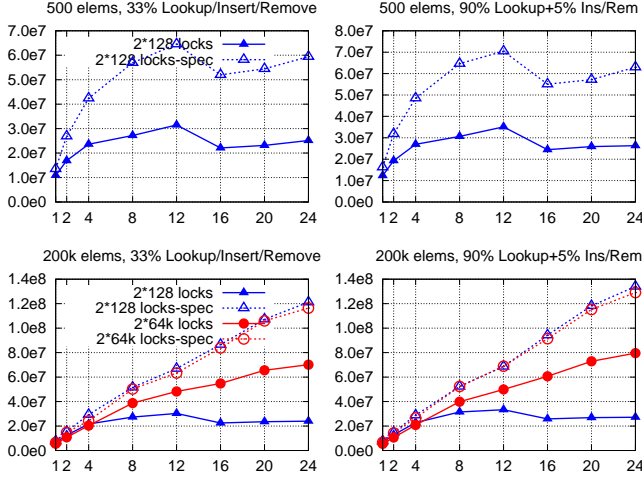 500 elems, 33% Lookup/Insert/Remove
7.0e7
6.0e7
5.0e7
4.0e7
3.0e7
2.0e7
1.0e7
0.0e0
2*128 locks
2*128 locks-spec
1 2 4 8 12 16 20 24
500 elems, 90% Lookup+5% Ins/Rem
8.0e7
7.0e7
6.0e7
5.0e7
4.0e7
3.0e7
2.0e7
1.0e7
0.0e0
1 2 4 8 12 16 20 24
200k elems, 33% Lookup/Insert/Remove
1.4e8
1.2e8
1.0e8
8.0e7
6.0e7
4.0e7
2.0e7
0.0e0
2*128 locks
2*128 locks-spec
2*64k locks
2*64k locks-spec
1 2 4 8 12 16 20 24
200k elems, 90% Lookup+5% Ins/Rem
1.4e8
1.2e8
1.0e8
8.0e7
6.0e7
4.0e7
2.0e7
0.0e0
1 2 4 8 12 16 20 24